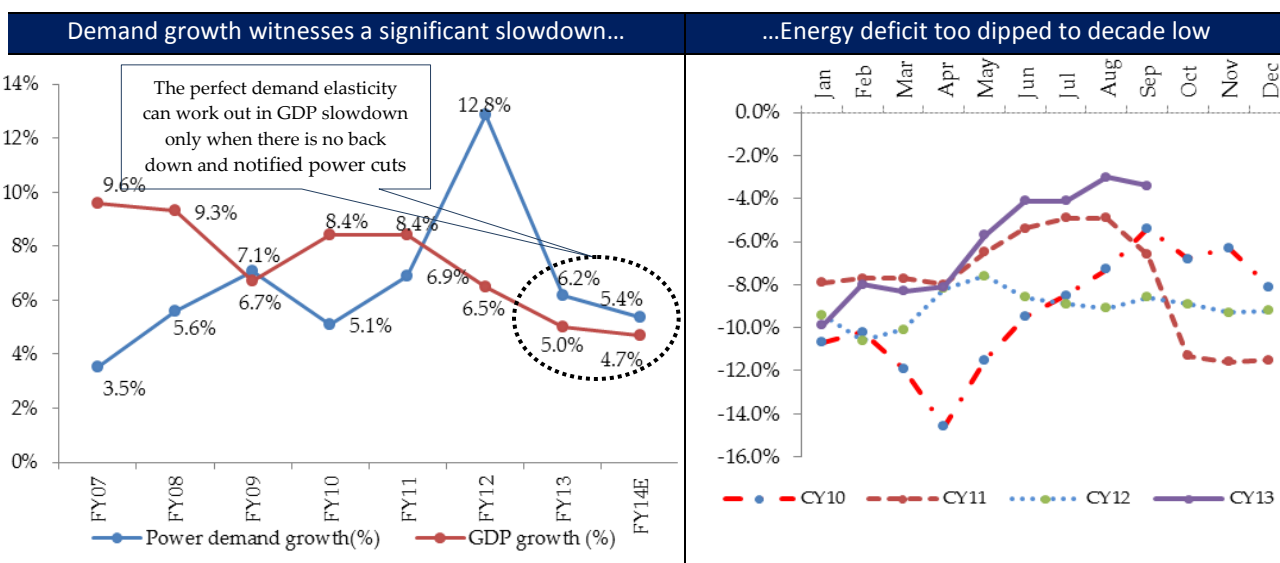 Demand growth witnesses a significant slowdown…
14%
12%
10%
8%
6%
4%
2%
0%
The perfect demand elasticity
can work out in GDP slowdown
only when there is no back
down and notified power cuts
12.8%
9.6%
9.3%
7.1%
8.4%
8.4%
6.7%
6.9%
6.5%
6.2%
5.4%
5.6%
5.1%
5.0%
4.7%
3.5%
FY07
FY08
FY09
FY10
FY11
FY12
FY13
FY14E
Power demand growth(%)
GDP growth (%)
…Energy deficit too dipped to decade low
Jan
Feb
Mar
Apr
May
Jun
Jul
Aug
Sep
Oct
Nov
Dec
0.0%
-2.0%
-4.0%
-6.0%
-8.0%
-10.0%
-12.0%
-14.0%
-16.0%
CY10
CY11
CY12
CY13